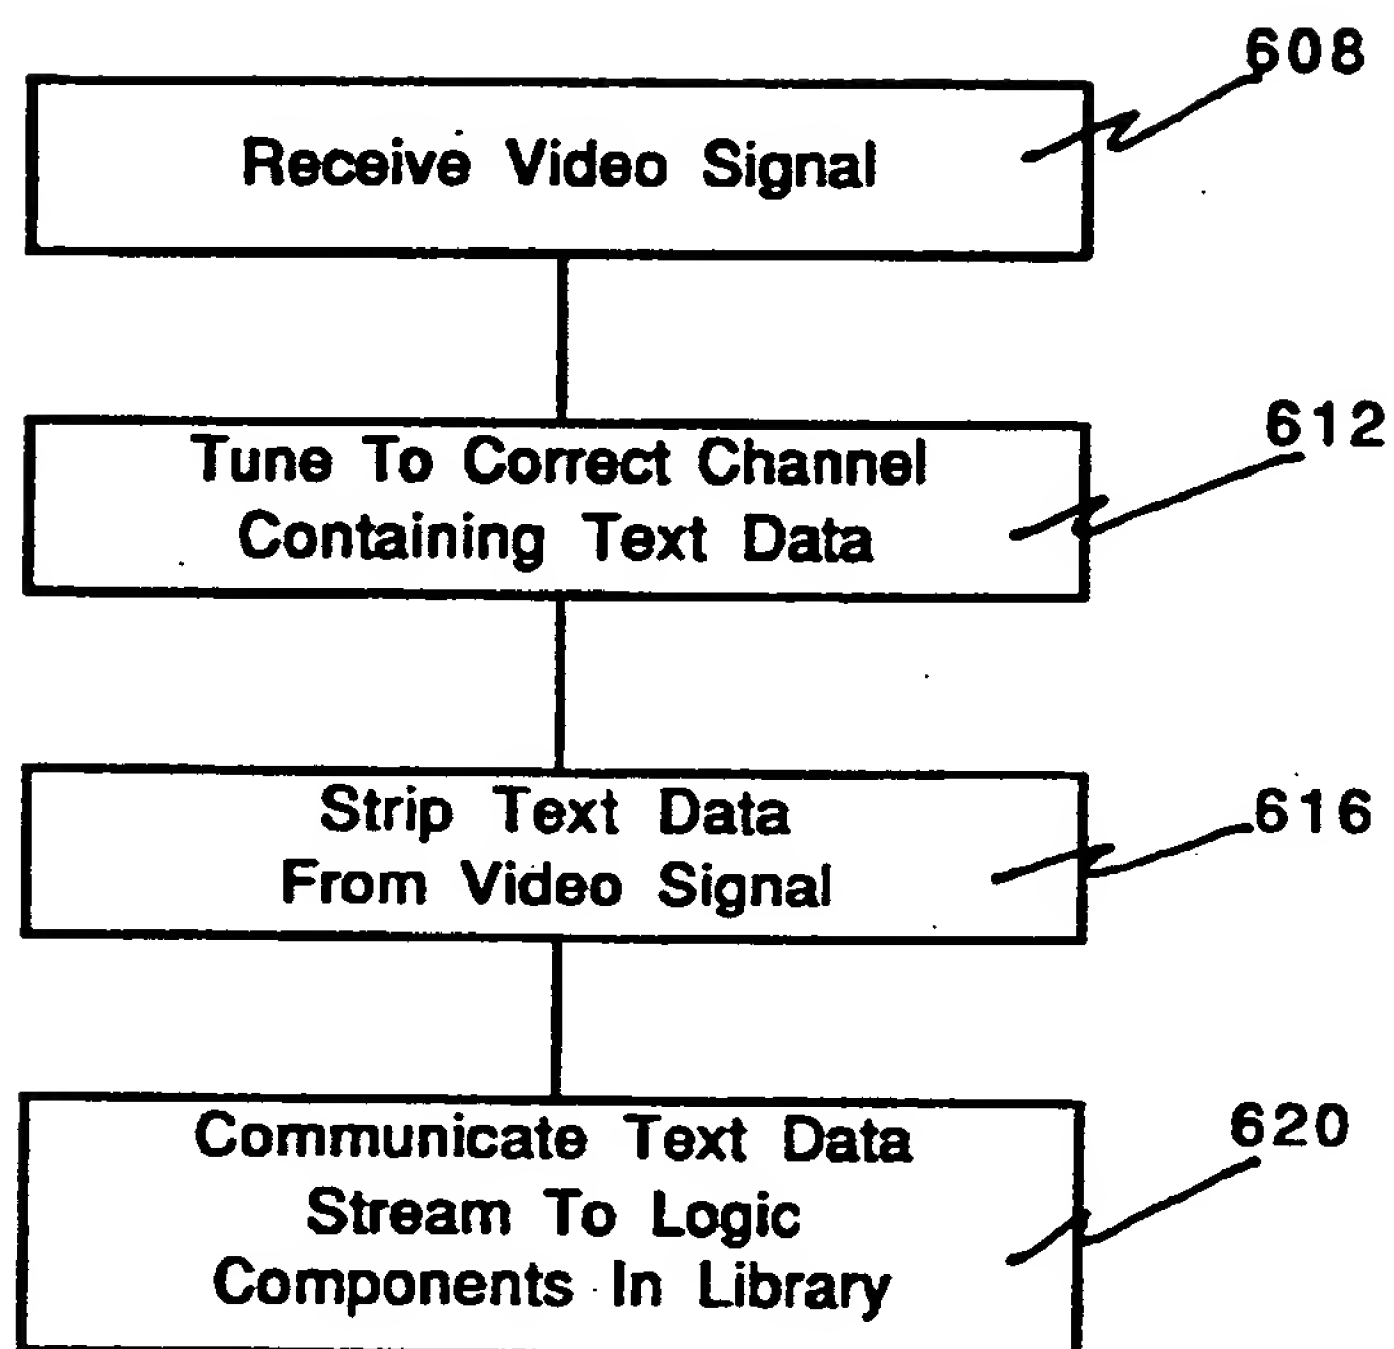 608
Receive Video Signal
612
Tune To Correct Channel
Containing Text Data
616
Strip Text Data
From Video Signal
620
Communicate Text Data
Stream To Logic
Components In Library